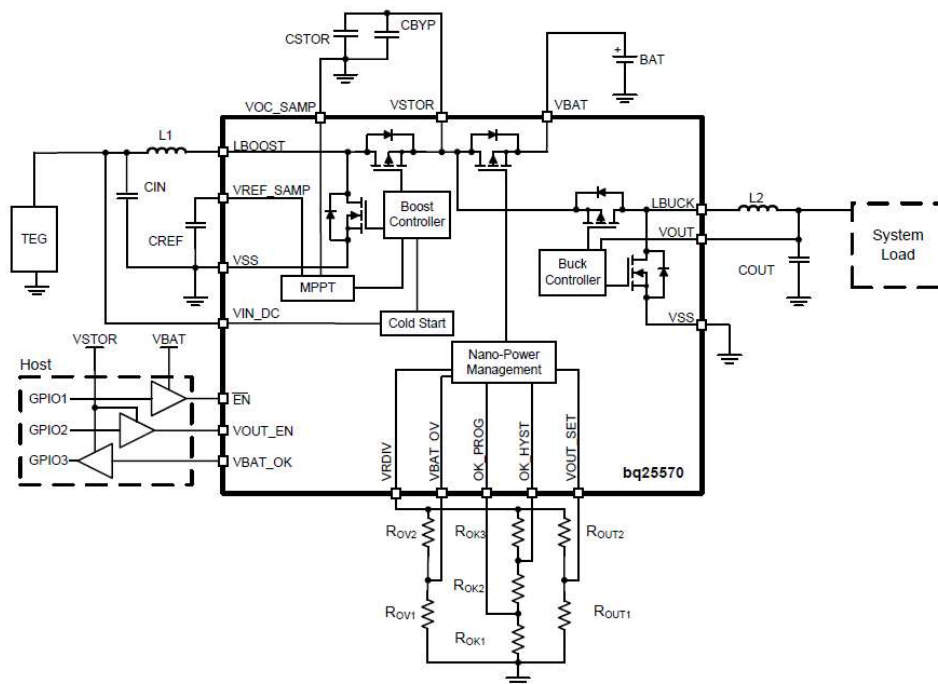 CSTOR
CBYP
BAT
+
VOC_SAMP
VSTOR
VBAT
L1
LBOOST
CIN
VREF_SAMP
Boost
Controller
LBUCK
L2
TEG
CREF
VOUT
System
Load
VSS
MPPT
Buck
Controller
COUT
VIN_DC
Cold Start
VSS
VSTOR
VBAT
Host
Nano-Power
Management
GPIO1
EN
GPIO2
VOUT_EN
GPIO3
VBAT_OK
VRDIV
VBAT_OV
OK_PROG
OK_HYST
VOUT_SET
bq25570
ROV2
ROK3
ROUT2
ROK2
ROV1
ROUT1
ROK1